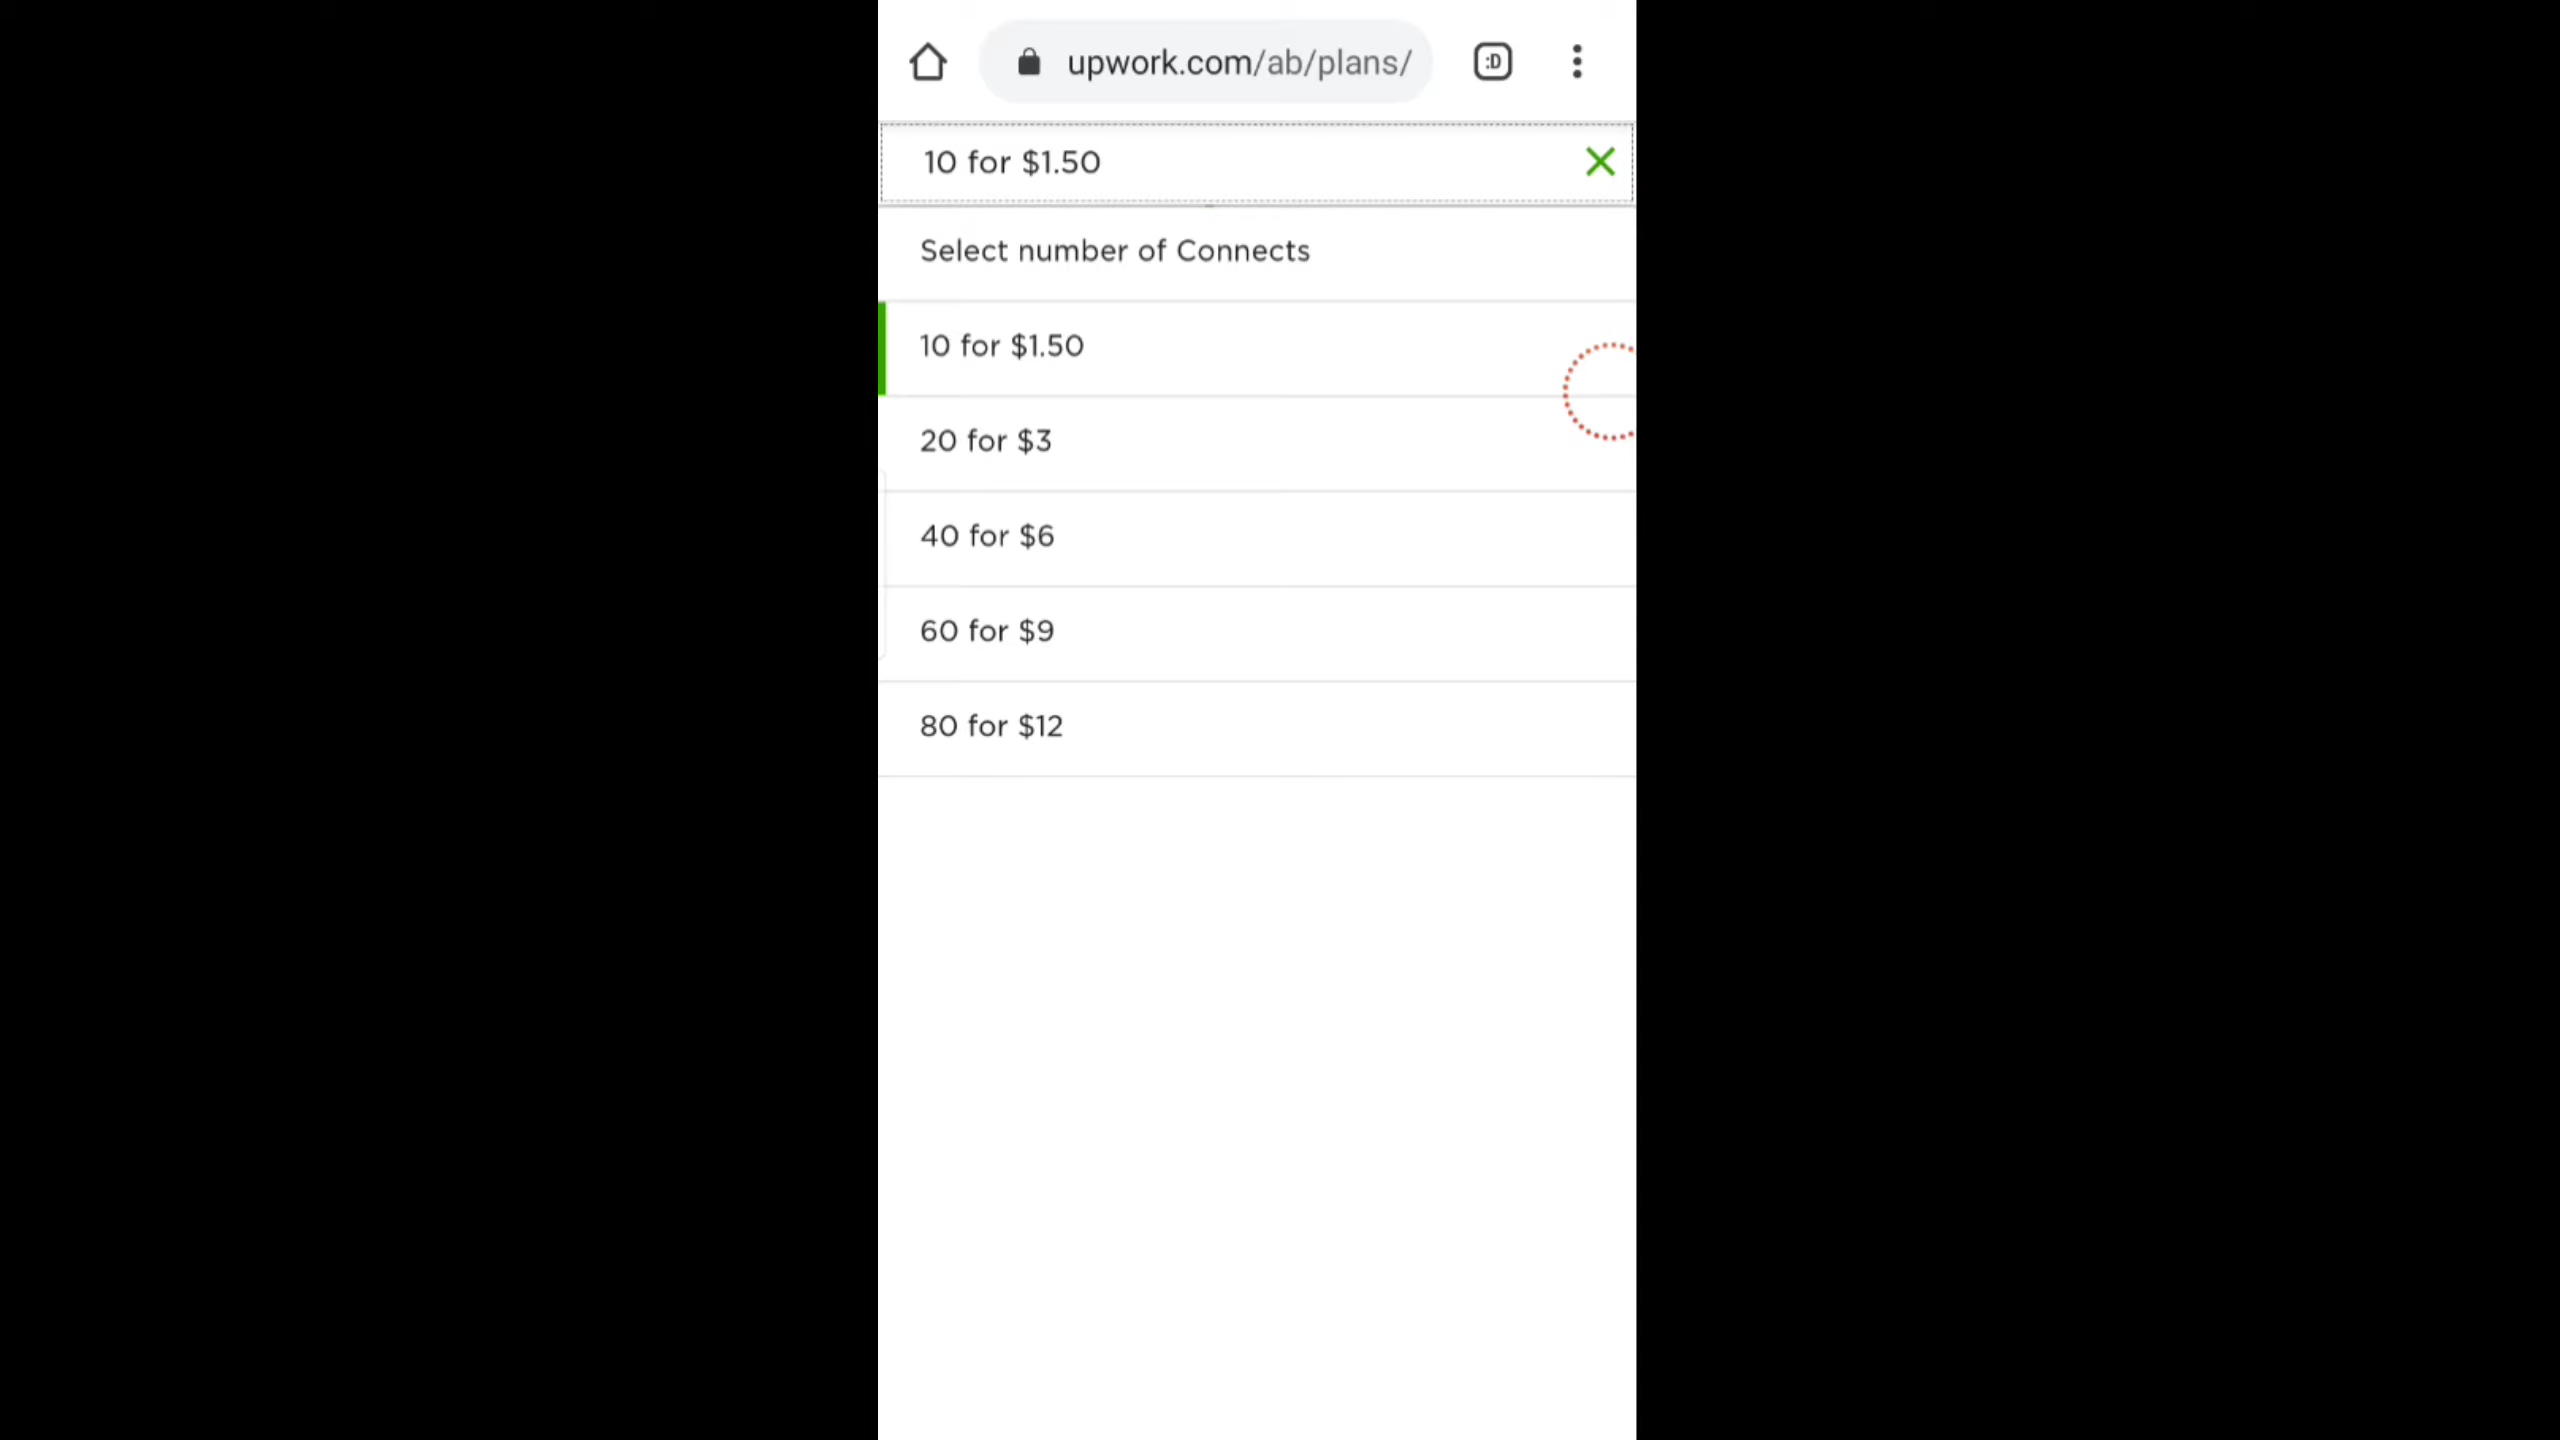 upwork.com/ab/plans/
:D
10 for $1.50
Select number of Connects
10 for $1.50
20 for $3
40 for $6
60 for $9
80 for $12